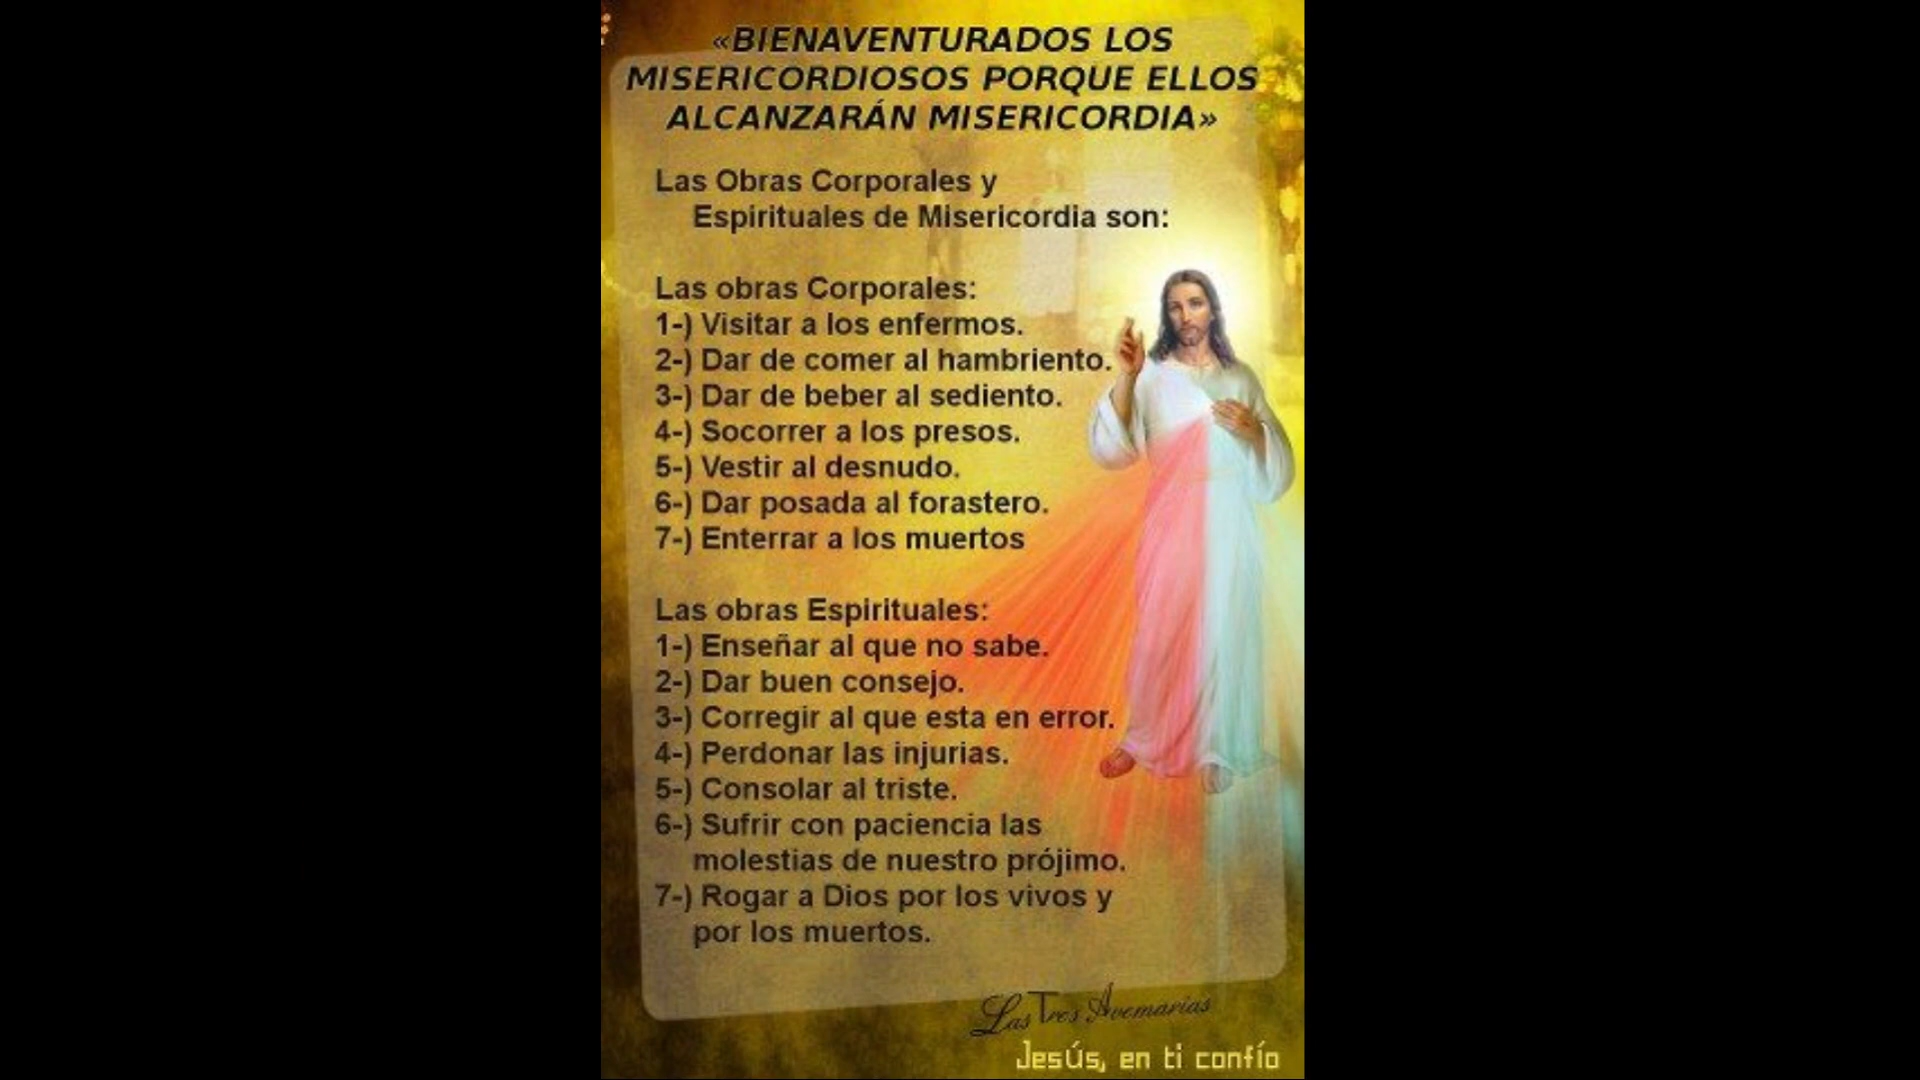 «BIENAVENTURADOS LOS
MISERICORDIOSOS PORQUE ELLOS
ALCANZARÁN MISERICORDIA»
Las Obras Corporales y
Espirituales de Misericordia son:
Las obras Corporales:
1-) Visitar a los enfermos.
2-) Dar de comer al hambriento.
3-) Dar de beber al sediento.
4-) Socorrer a los presos.
5-) Vestir al desnudo.
6-) Dar posada al forastero.
7-) Enterrar a los muertos
Las obras Espirituales:
1-) Enseñar al que no sabe.
2-) Dar buen consejo.
3-) Corregir al que esta en error.
4-) Perdonar las injurias.
5-) Consolar al triste.
6-) Sufrir con paciencia las
molestias de nuestro prójimo.
7-) Rogar a Dios por los vivos y
por los muertos.
Las Tres Avemarías
Jesús, en ti confío